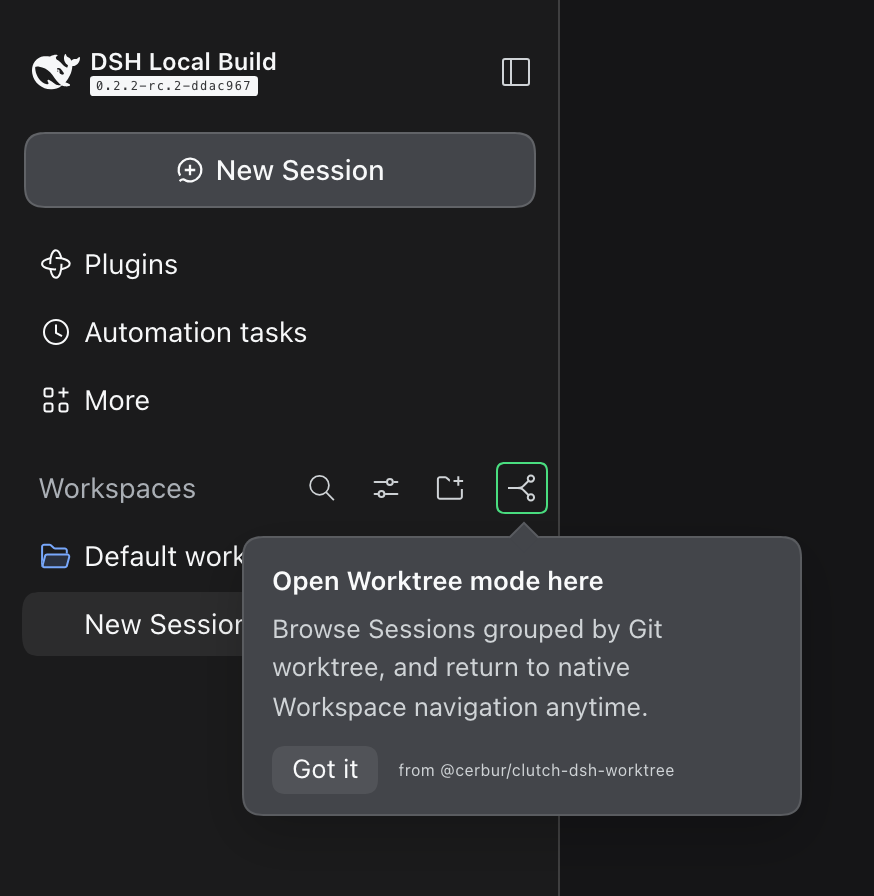 DSH Local Build
0.2.2-rc.2-ddac967
New Session
Plugins
Automation tasks
More
Workspaces
Default work
New Session
Open Worktree mode here
Browse Sessions grouped by Git
worktree, and return to native
Workspace navigation anytime.
Got it
from @cerbur/clutch-dsh-worktree